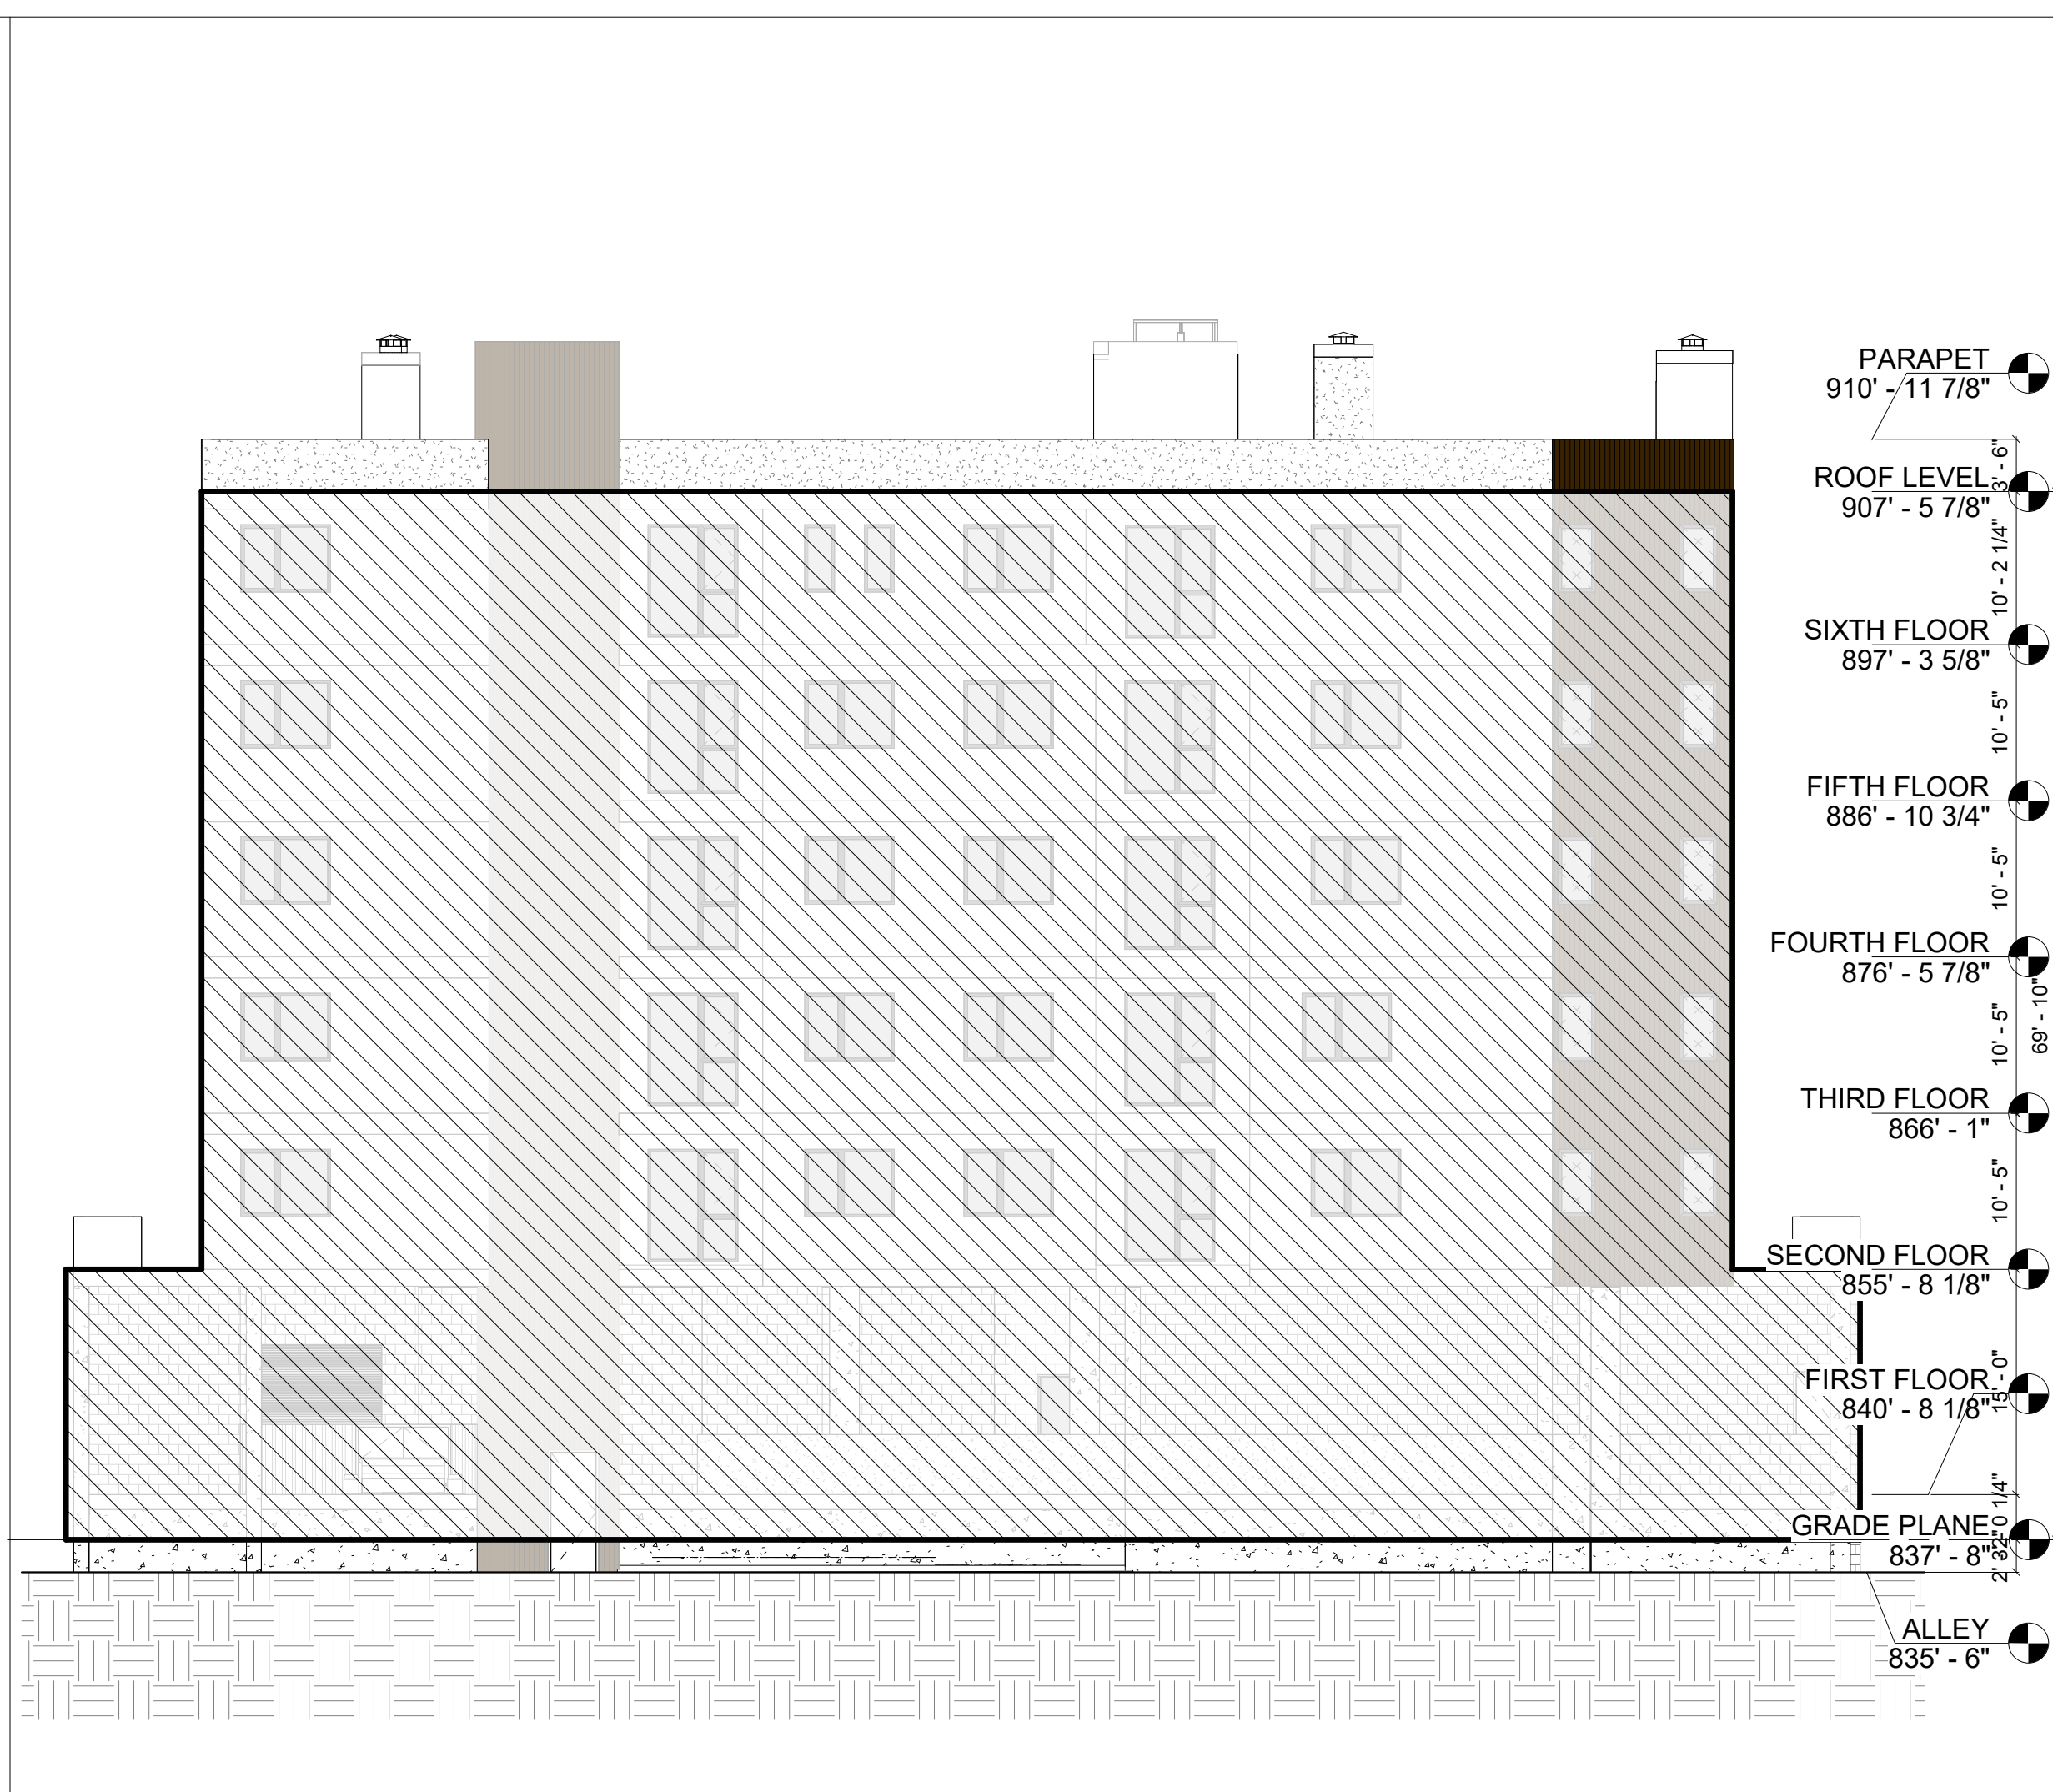 PARAPET
910' - 11 7/8"
3' - 6"
ROOF LEVEL
907' - 5 7/8"
10' - 2 1/4"
SIXTH FLOOR
897' - 3 5/8"
10' - 5"
FIFTH FLOOR
886' - 10 3/4"
10' - 5"
FOURTH FLOOR
876' - 5 7/8"
69' - 10"
10' - 5"
THIRD FLOOR
866' - 1"
10' - 5"
SECOND FLOOR
855' - 8 1/8"
15' - 0"
FIRST FLOOR
840' - 8 1/8"
GRADE PLANE
837' - 8"
ALLEY
835' - 6"